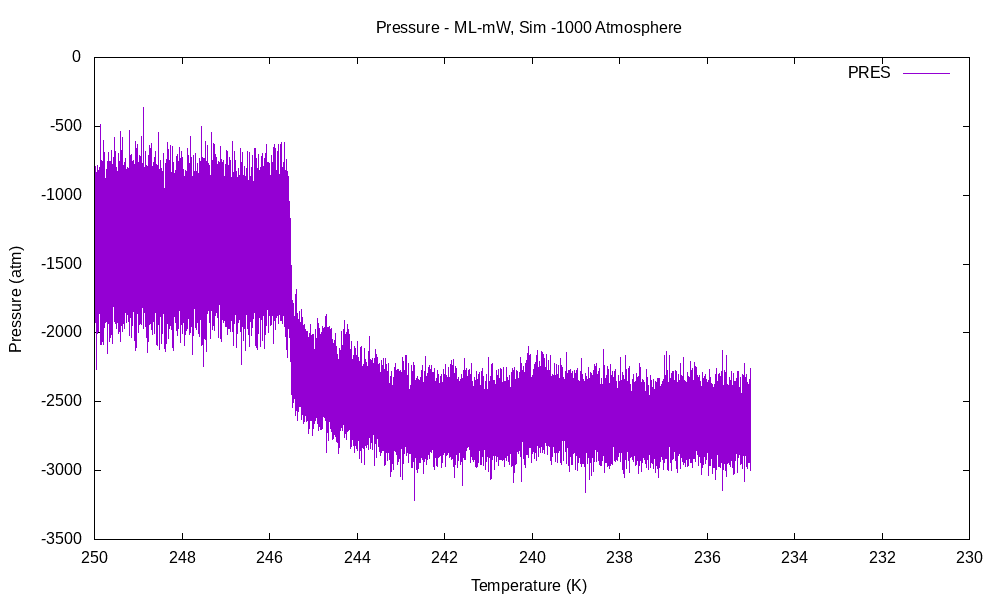 Pressure - ML-mW, Sim -1000 Atmosphere
PRES
0
-500
-1000
-1500
-2000
-2500
-3000
-3500
Pressure (atm)
250 248 246 244 242 240 238 236 234 232 230
Temperature (K)